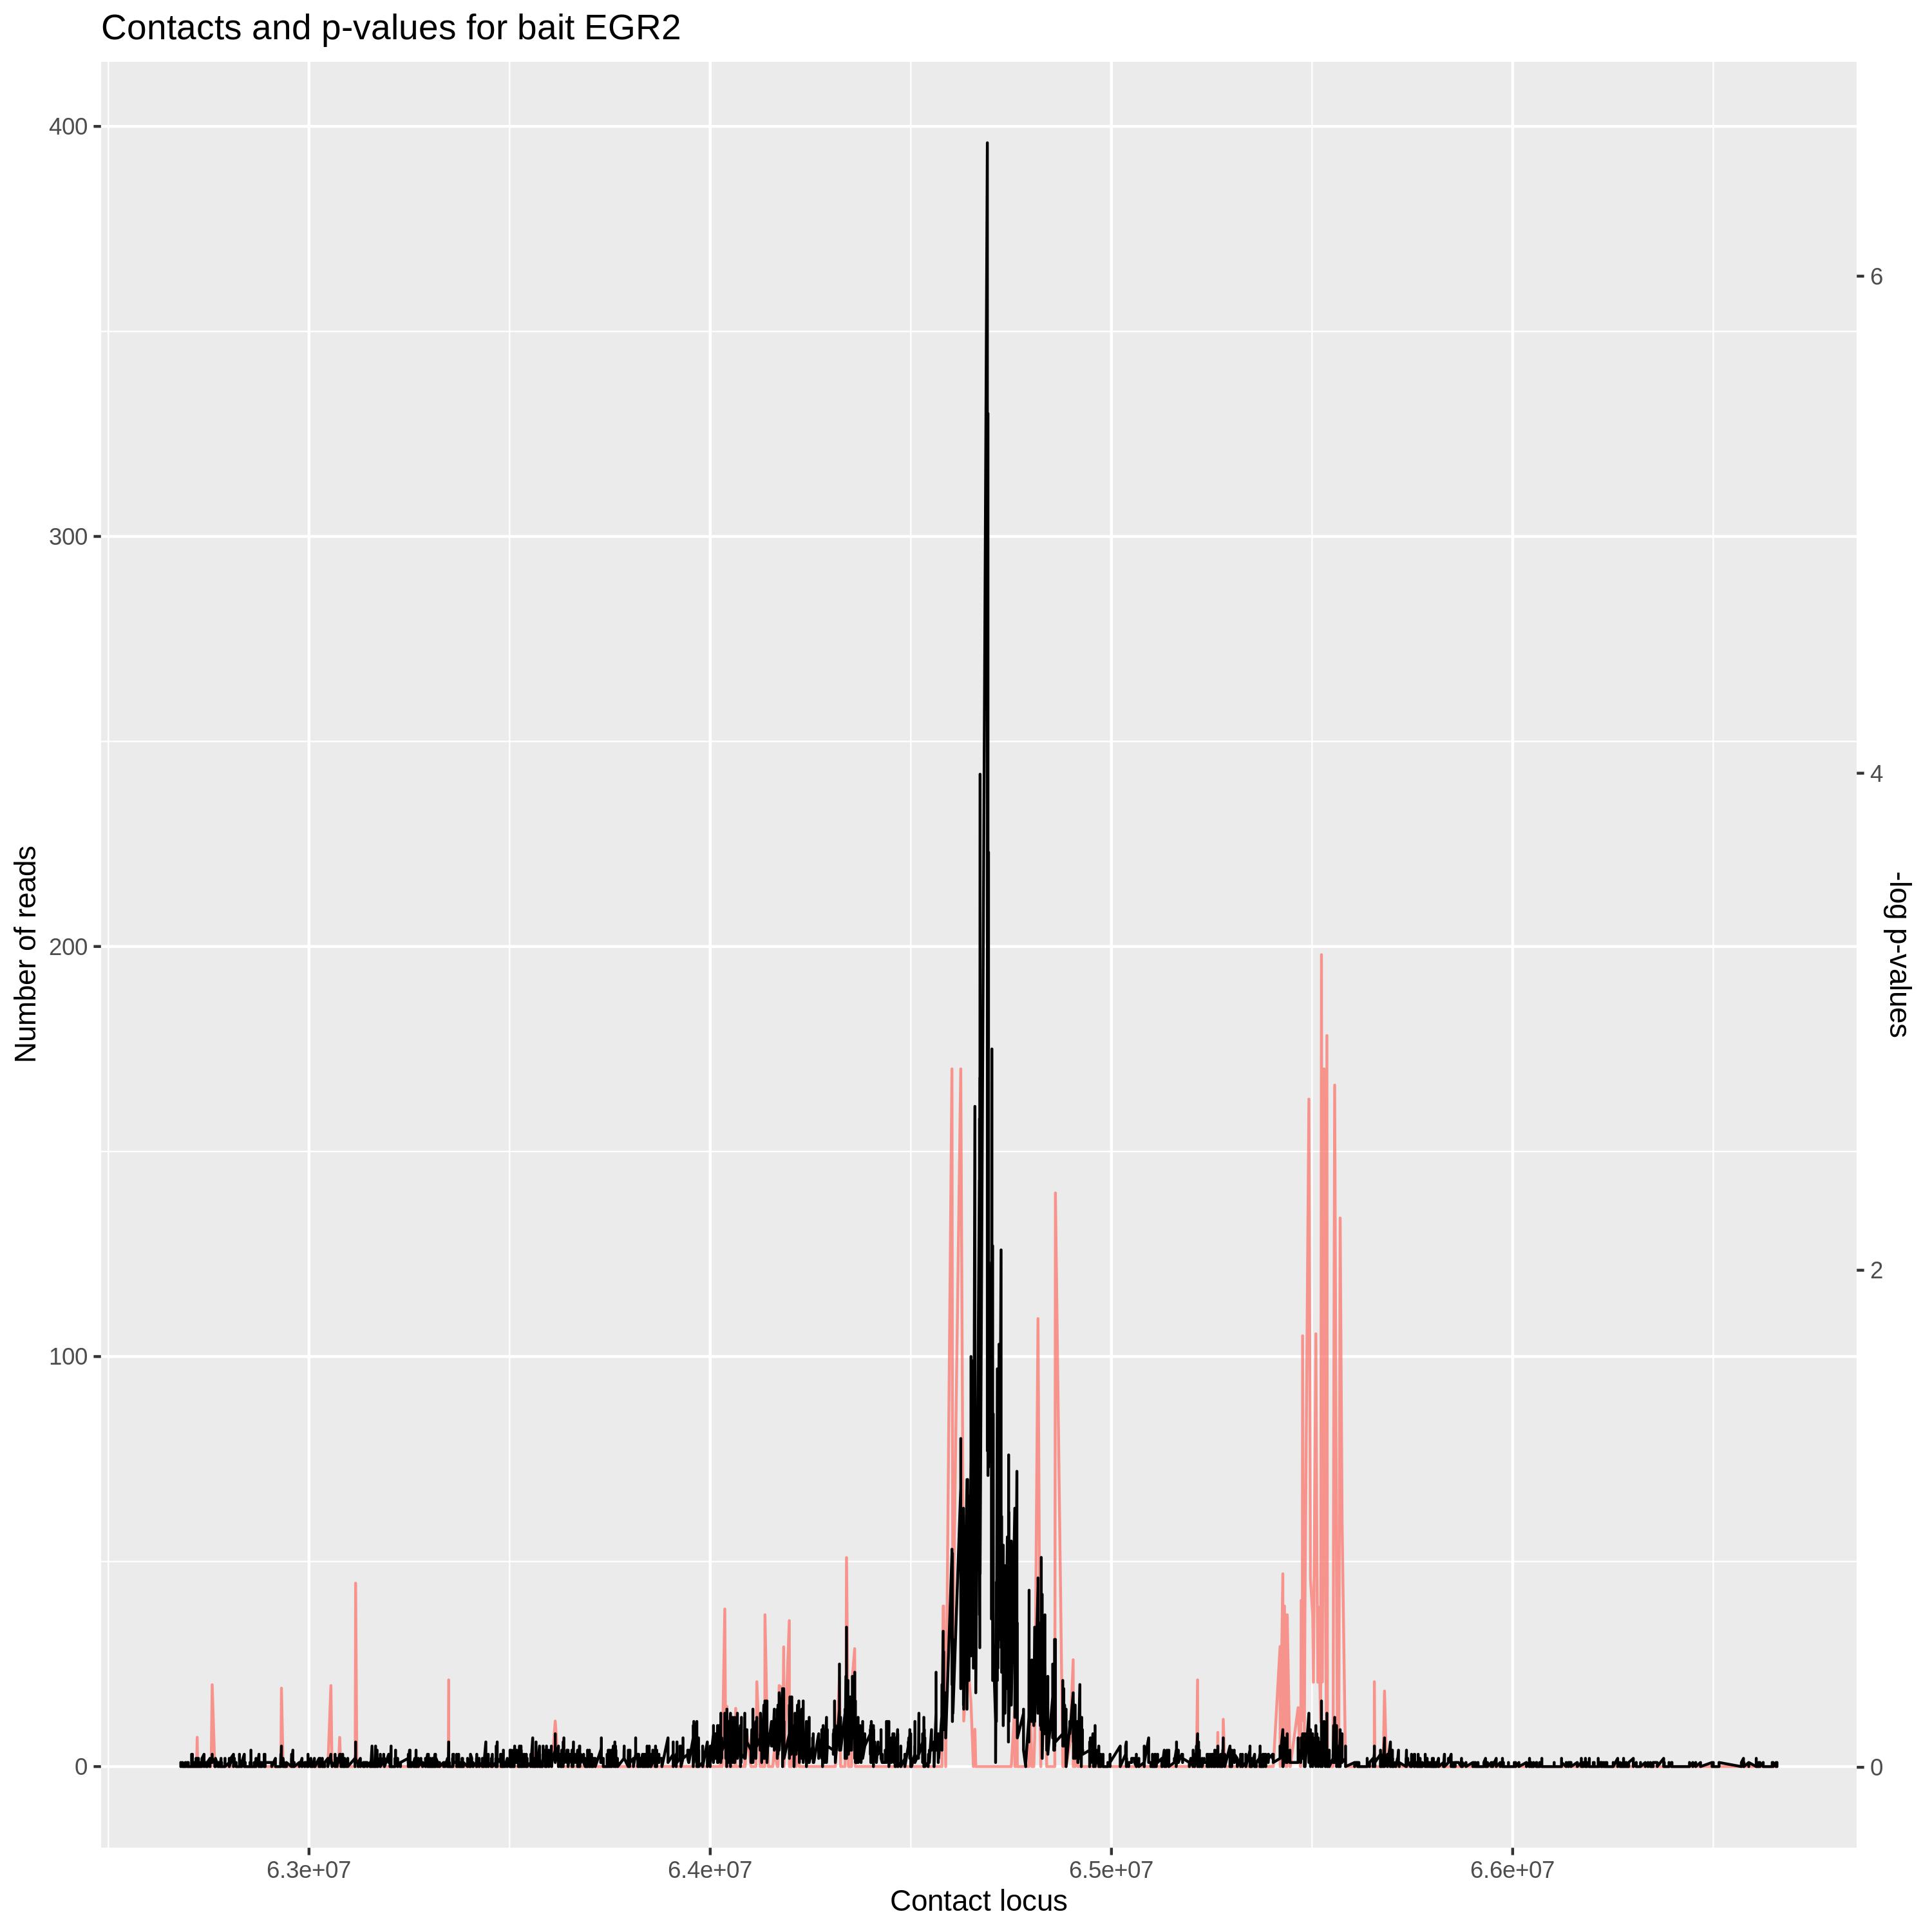 Contacts and p-values for bait EGR2
400
300
200
100
0
Number of reads
6
4
2
0
-log p-values
6.3e+07
6.4e+07
6.5e+07
6.6e+07
Contact locus